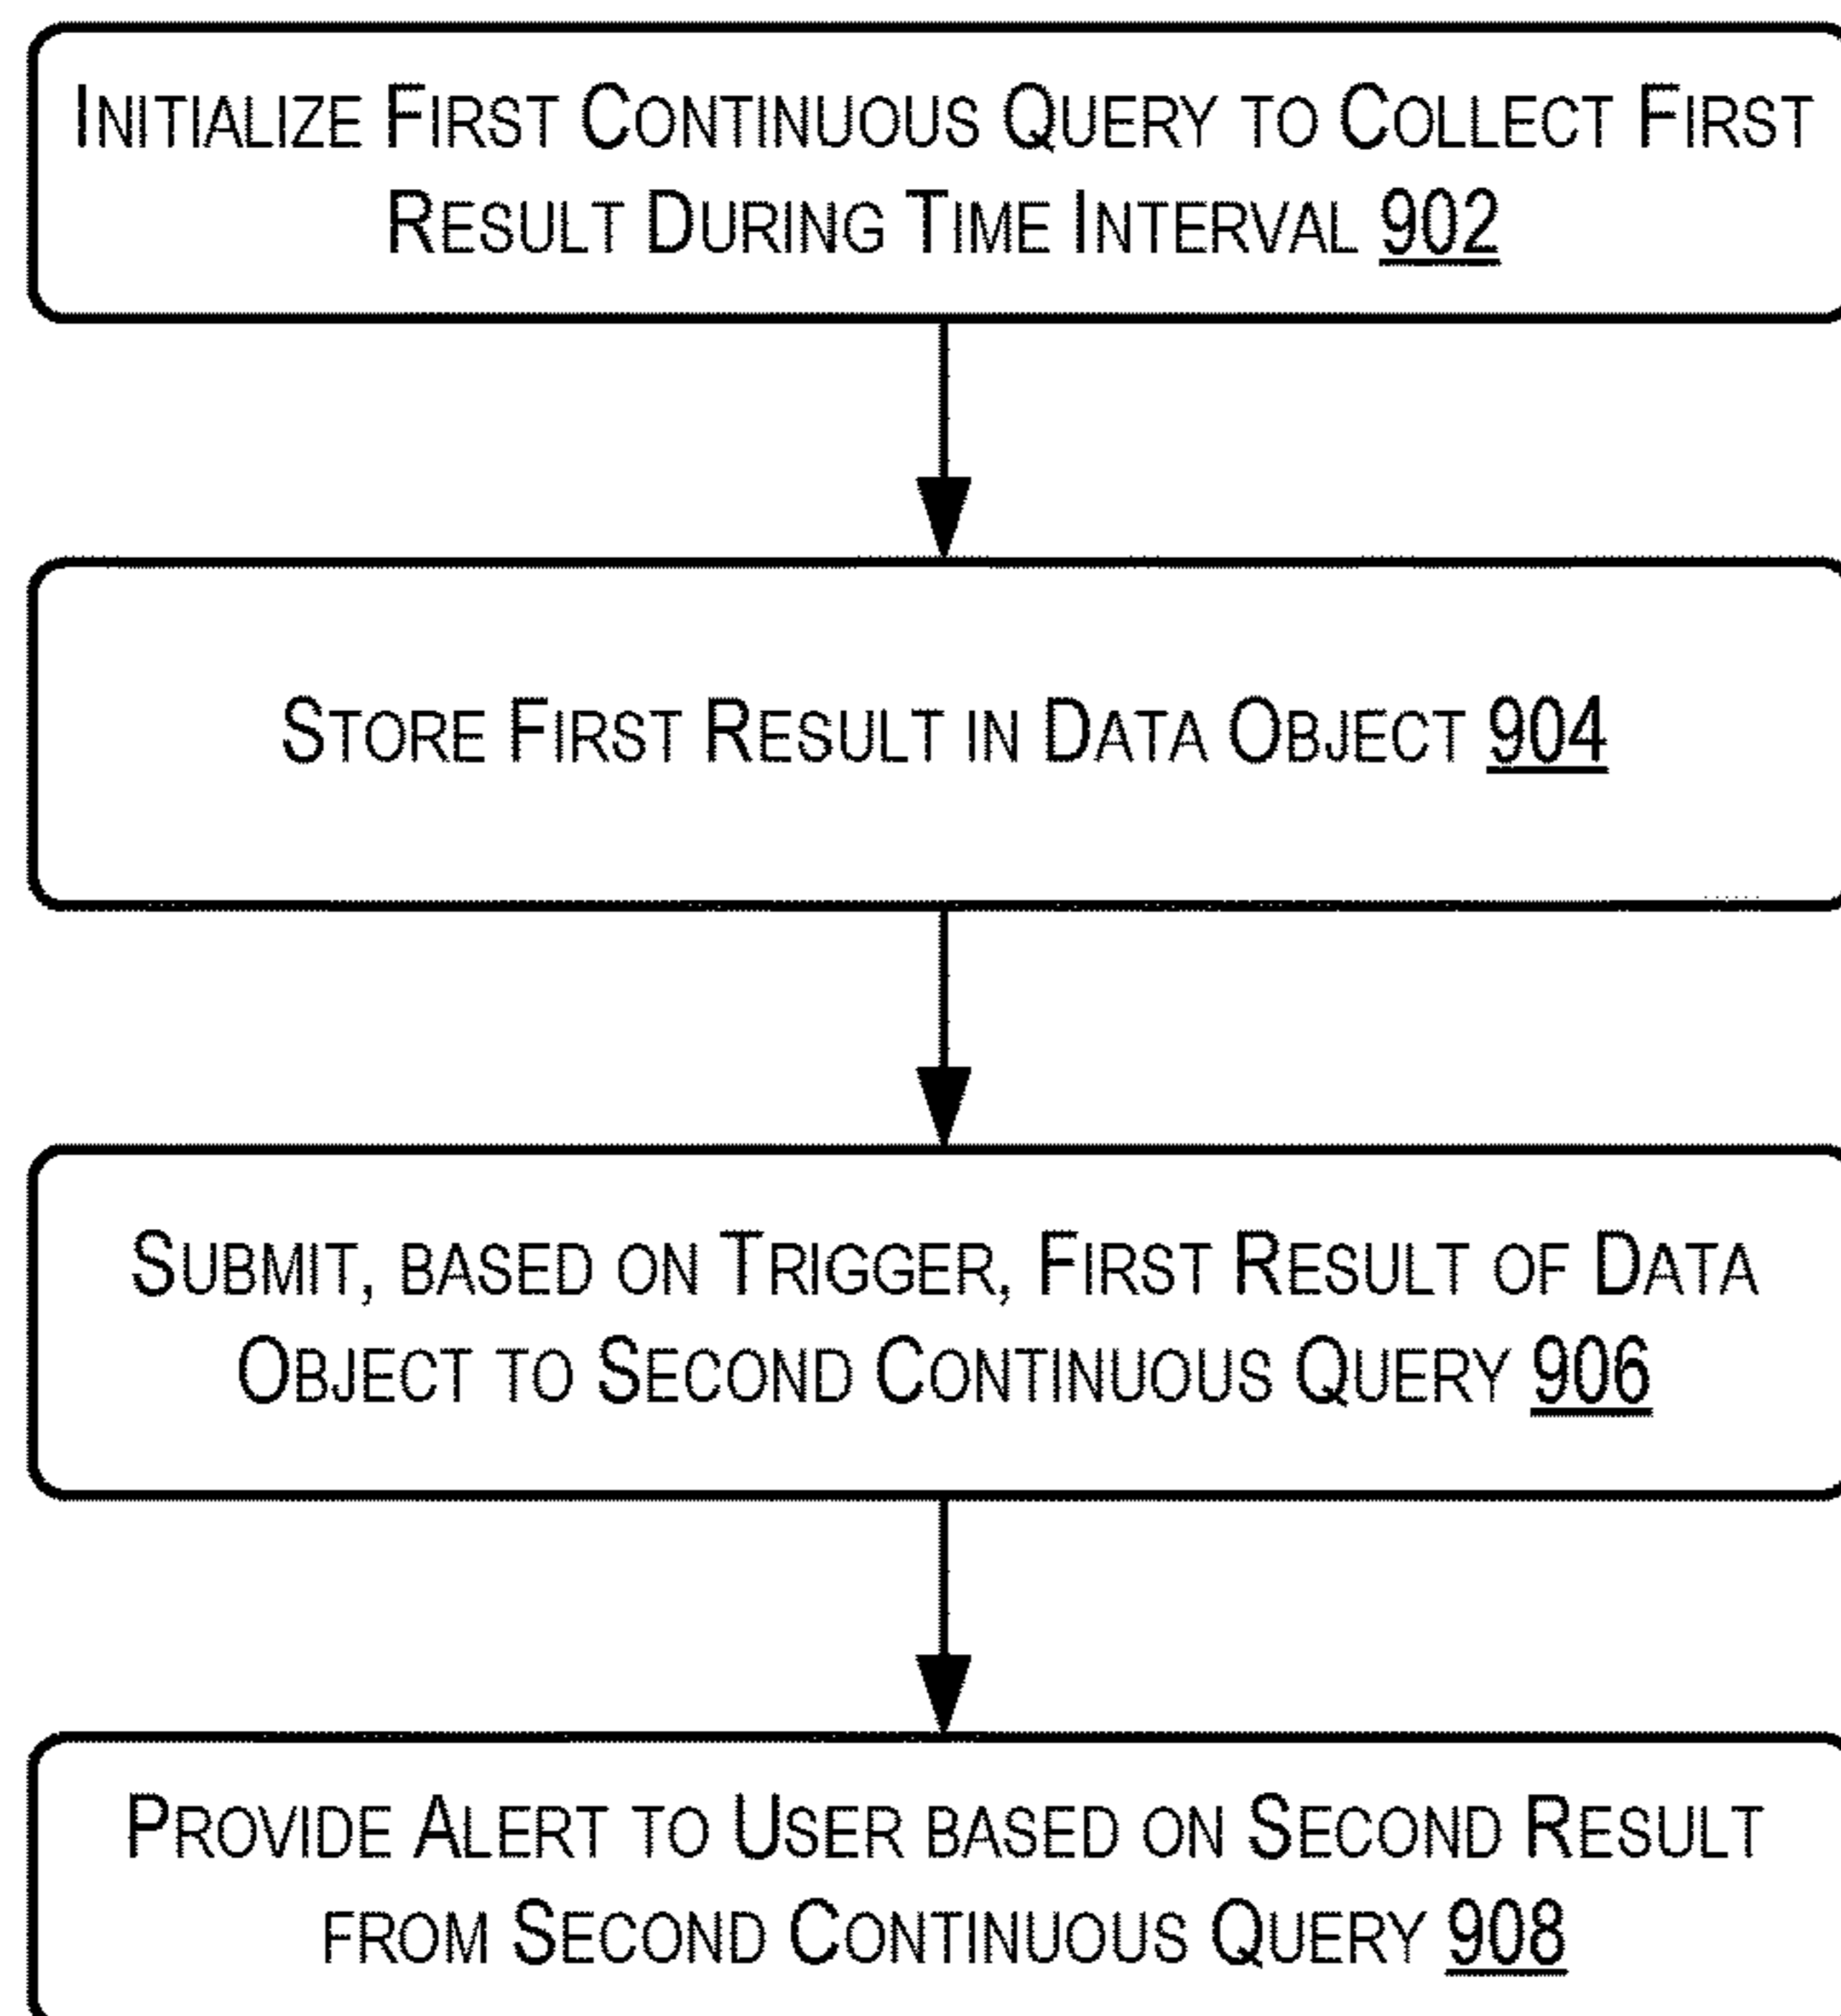 INITIALIZE FIRST CONTINUOUS QUERY TO COLLECT FIRST
RESULT DURING TIME INTERVAL 902
STORE FIRST RESULT IN DATA OBJECT 904
SUBMIT, BASED ON TRIGGER, FIRST RESULT OF DATA
OBJECT TO SECOND CONTINUOUS QUERY 906
PROVIDE ALERT TO USER BASED ON SECOND RESULT
FROM SECOND CONTINUOUS QUERY 908